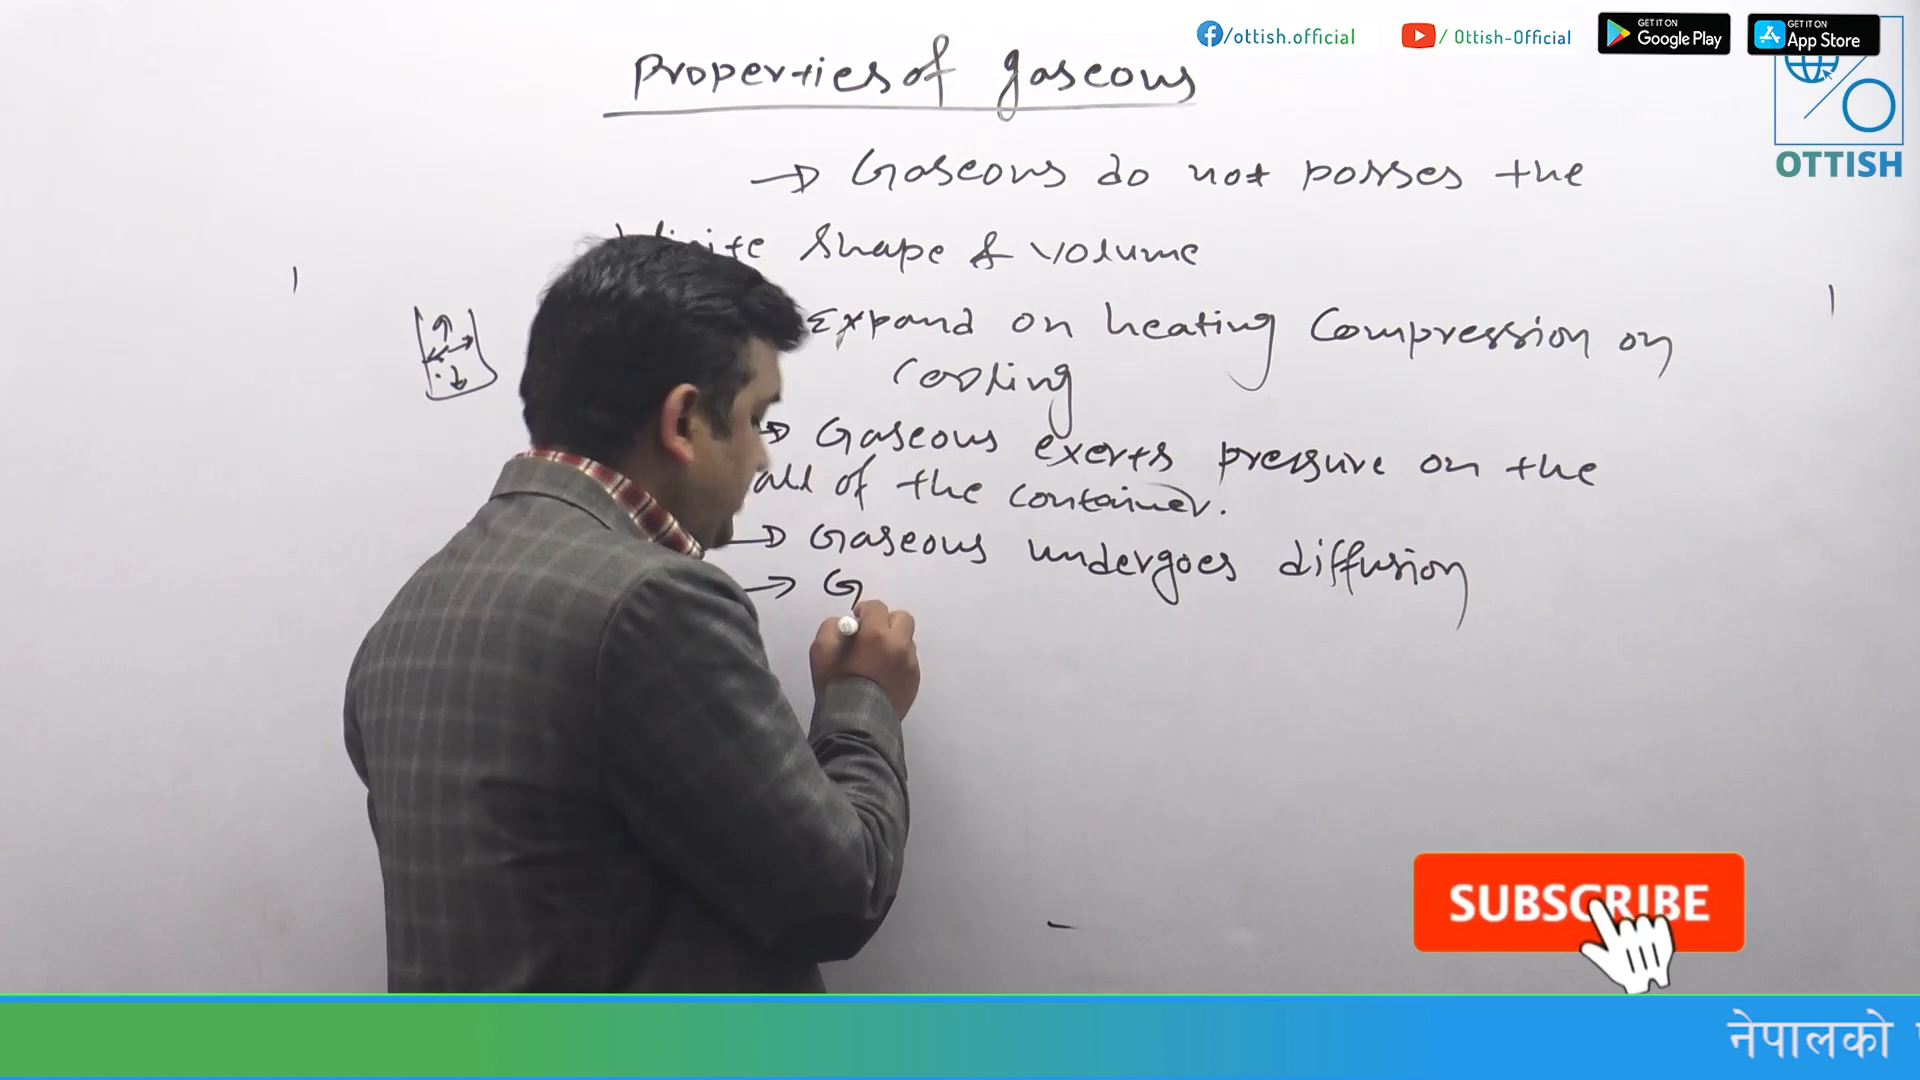 GET IT ON
Google Play
GET IT ON
App Store
/ottish.official
/ Ottish-Official
OTTISH
Properties of gaseous
→ Gaseous do not posses the
shape & volume
Expand on heating Compression on
Cooling
→ Gaseous exerts pressure on the
all of the container.
→ Gaseous undergoes diffusion
→ G
SUBSCRIBE
नेपालको